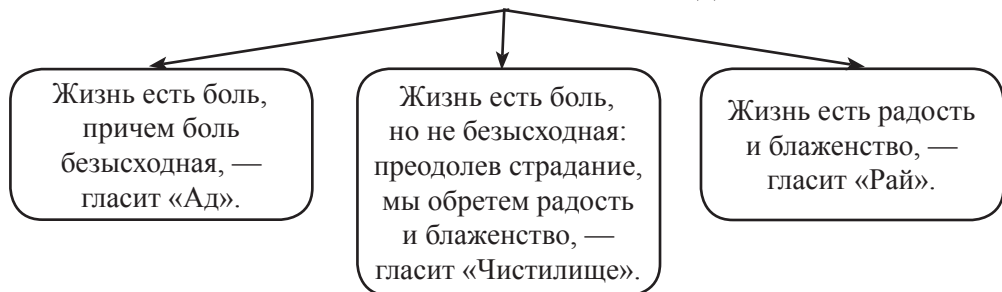 Жизнь есть боль,
причем боль
безысходная, —
гласит «Ад».
Жизнь есть боль,
но не безысходная:
преодолев страдание,
мы обретем радость
и блаженство, —
гласит «Чистилище».
Жизнь есть радость
и блаженство, —
гласит «Рай».